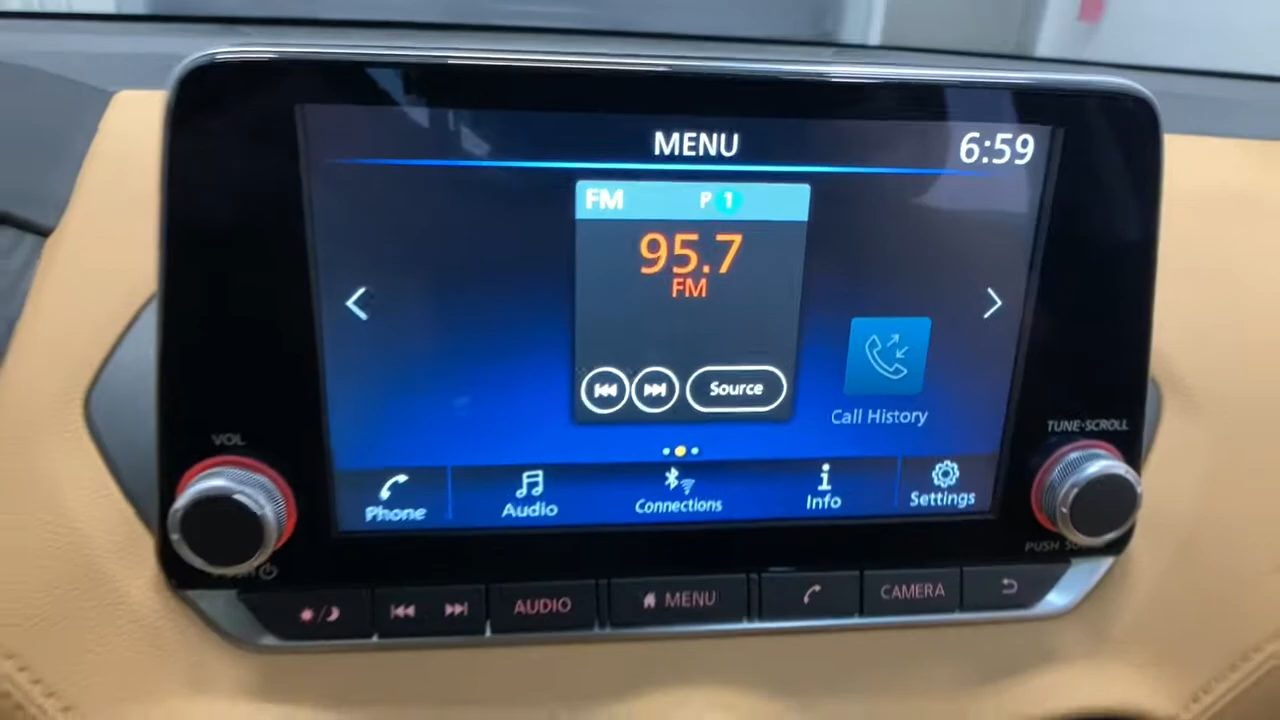 MENU
6:59
FM P 1
95.7
FM
Source
Call History
VOL
TUNE·SCROLL
Phone
Audio
Connections
Info
Settings
PUSH
AUDIO
MENU
CAMERA